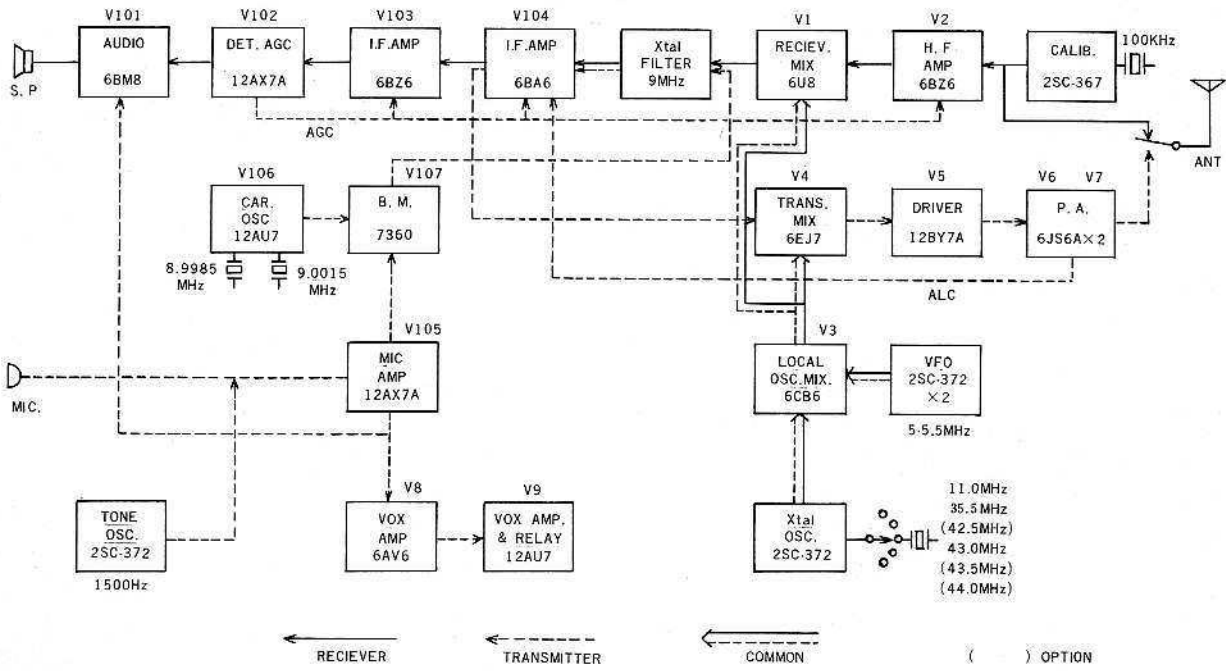 V101
V102
V103
V104
V1
V2
AUDIO
6BM8
DET. AGC
12AX7A
I.F.AMP
6BZ6
I.F.AMP
6BA6
Xtal
FILTER
9MHz
RECIEV.
MIX
6U8
H.F
AMP
6BZ6
CALIB.
2SC-367
100KHz
S.P
AGC
ANT
V106
V107
V4
V5
V6 V7
CAR.
OSC
12AU7
B.M.
7360
TRANS.
MIX
6EJ7
DRIVER
12BY7A
P.A.
6JS6A×2
8.9985
MHz
9.0015
MHz
ALC
V105
V3
MIC
AMP
12AX7A
LOCAL
OSC.MIX.
6CB6
VFO
2SC-372
×2
MIC.
5-5.5MHz
V8
V9
TONE
OSC.
2SC-372
VOX
AMP
6AV6
VOX AMP.
& RELAY
12AU7
Xtal
OSC.
2SC-372
11.0MHz
35.5MHz
(42.5MHz)
43.0MHz
(43.5MHz)
(44.0MHz)
1500Hz
RECIEVER
TRANSMITTER
COMMON
( ) OPTION